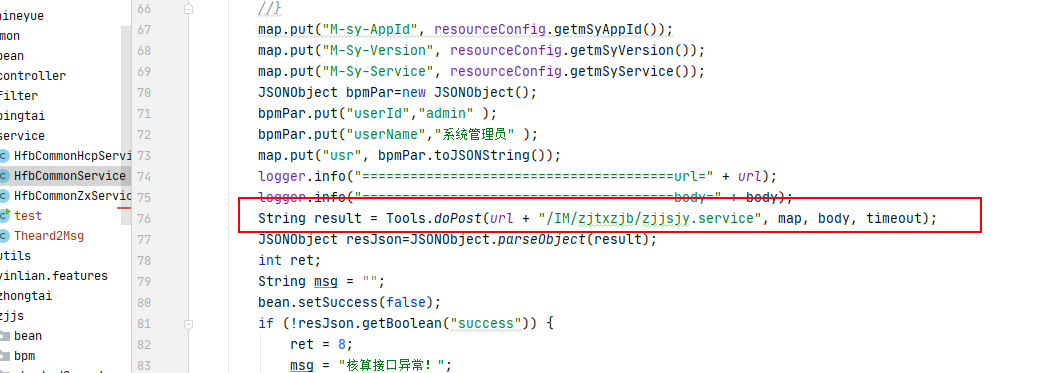 ineyue
mon
bean
controller
filter
pingtai
service
HfbCommonHcpServi
HfbCommonService
HfbCommonZxServic
test
Theard2Msg
utils
yinlian.features
zhongtai
zjjs
bean
bpm
66 //}
67 map.put("M-sy-AppId", resourceConfig.getmSyAppId());
68 map.put("M-Sy-Version", resourceConfig.getmSyVersion());
69 map.put("M-Sy-Service", resourceConfig.getmSyService());
70 JSONObject bpmPar=new JSONObject();
71 bpmPar.put("userId","admin" );
72 bpmPar.put("userName","系统管理员" );
73 map.put("usr", bpmPar.toJSONString());
74 logger.info("=======================================url=" + url);
75 logger.info("=======================================body=" + body);
76 String result = Tools.doPost(url + "/IM/zjtxzjb/zjjsjy.service", map, body, timeout);
77 JSONObject resJson=JSONObject.parseObject(result);
78 int ret;
79 String msg = "";
80 bean.setSuccess(false);
81 if (!resJson.getBoolean("success")) {
82 ret = 8;
83 msg = "核算接口异常！";